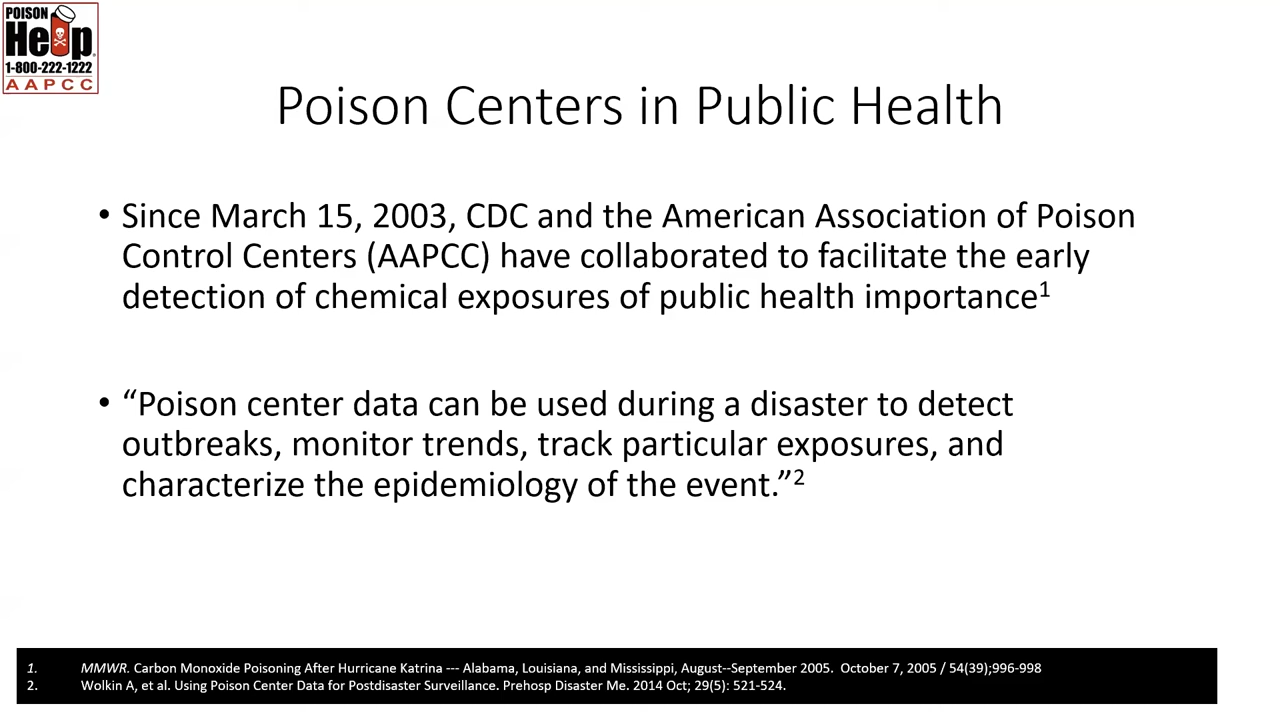 POISON
Help
1-800-222-1222
AAPCC
Poison Centers in Public Health
• Since March 15, 2003, CDC and the American Association of Poison
Control Centers (AAPCC) have collaborated to facilitate the early
detection of chemical exposures of public health importance¹
• “Poison center data can be used during a disaster to detect
outbreaks, monitor trends, track particular exposures, and
characterize the epidemiology of the event.”²
1. MMWR. Carbon Monoxide Poisoning After Hurricane Katrina --- Alabama, Louisiana, and Mississippi, August--September 2005. October 7, 2005 / 54(39);996-998
2. Wolkin A, et al. Using Poison Center Data for Postdisaster Surveillance. Prehosp Disaster Me. 2014 Oct; 29(5): 521-524.